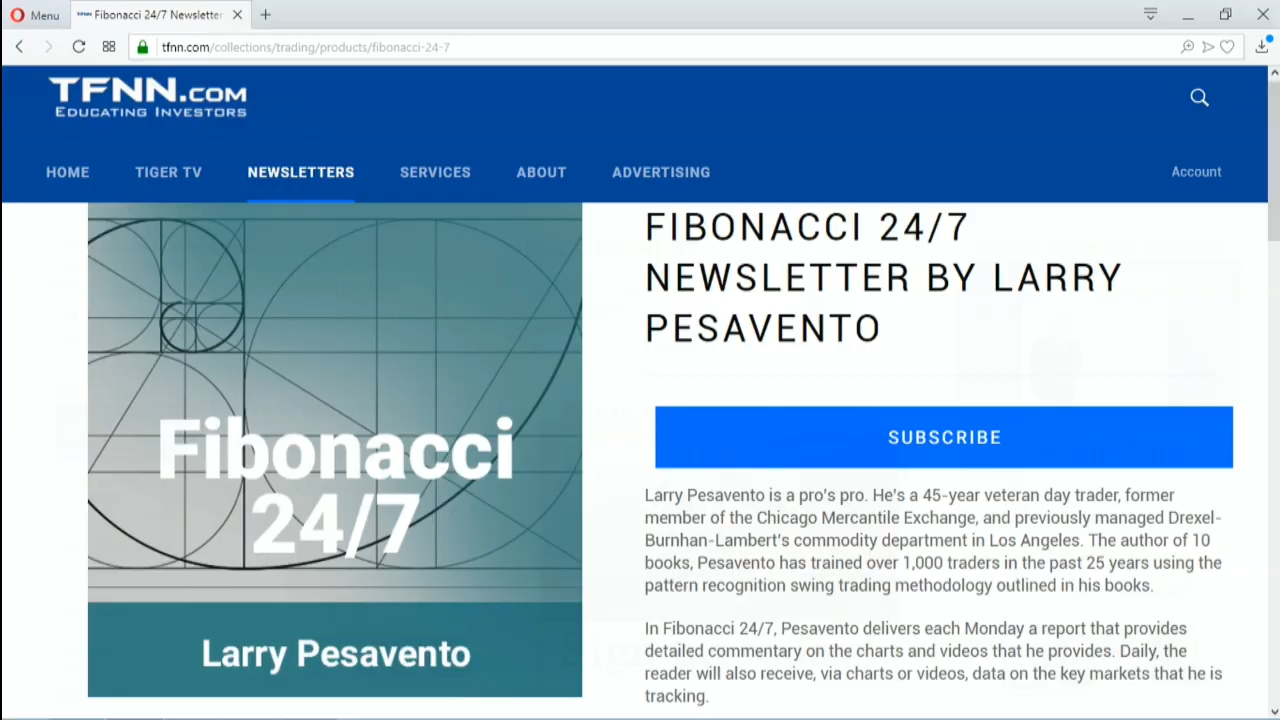 Menu
Fibonacci 24/7 Newsletter
tfnn.com/collections/trading/products/fibonacci-24-7
TFNN.COM
EDUCATING INVESTORS
HOME TIGER TV NEWSLETTERS SERVICES ABOUT ADVERTISING Account
Fibonacci
24/7
Larry Pesavento
FIBONACCI 24/7
NEWSLETTER BY LARRY
PESAVENTO
SUBSCRIBE
Larry Pesavento is a pro's pro. He's a 45-year veteran day trader, former
member of the Chicago Mercantile Exchange, and previously managed Drexel-
Burnhan-Lambert's commodity department in Los Angeles. The author of 10
books, Pesavento has trained over 1,000 traders in the past 25 years using the
pattern recognition swing trading methodology outlined in his books.
In Fibonacci 24/7, Pesavento delivers each Monday a report that provides
detailed commentary on the charts and videos that he provides. Daily, the
reader will also receive, via charts or videos, data on the key markets that he is
tracking.